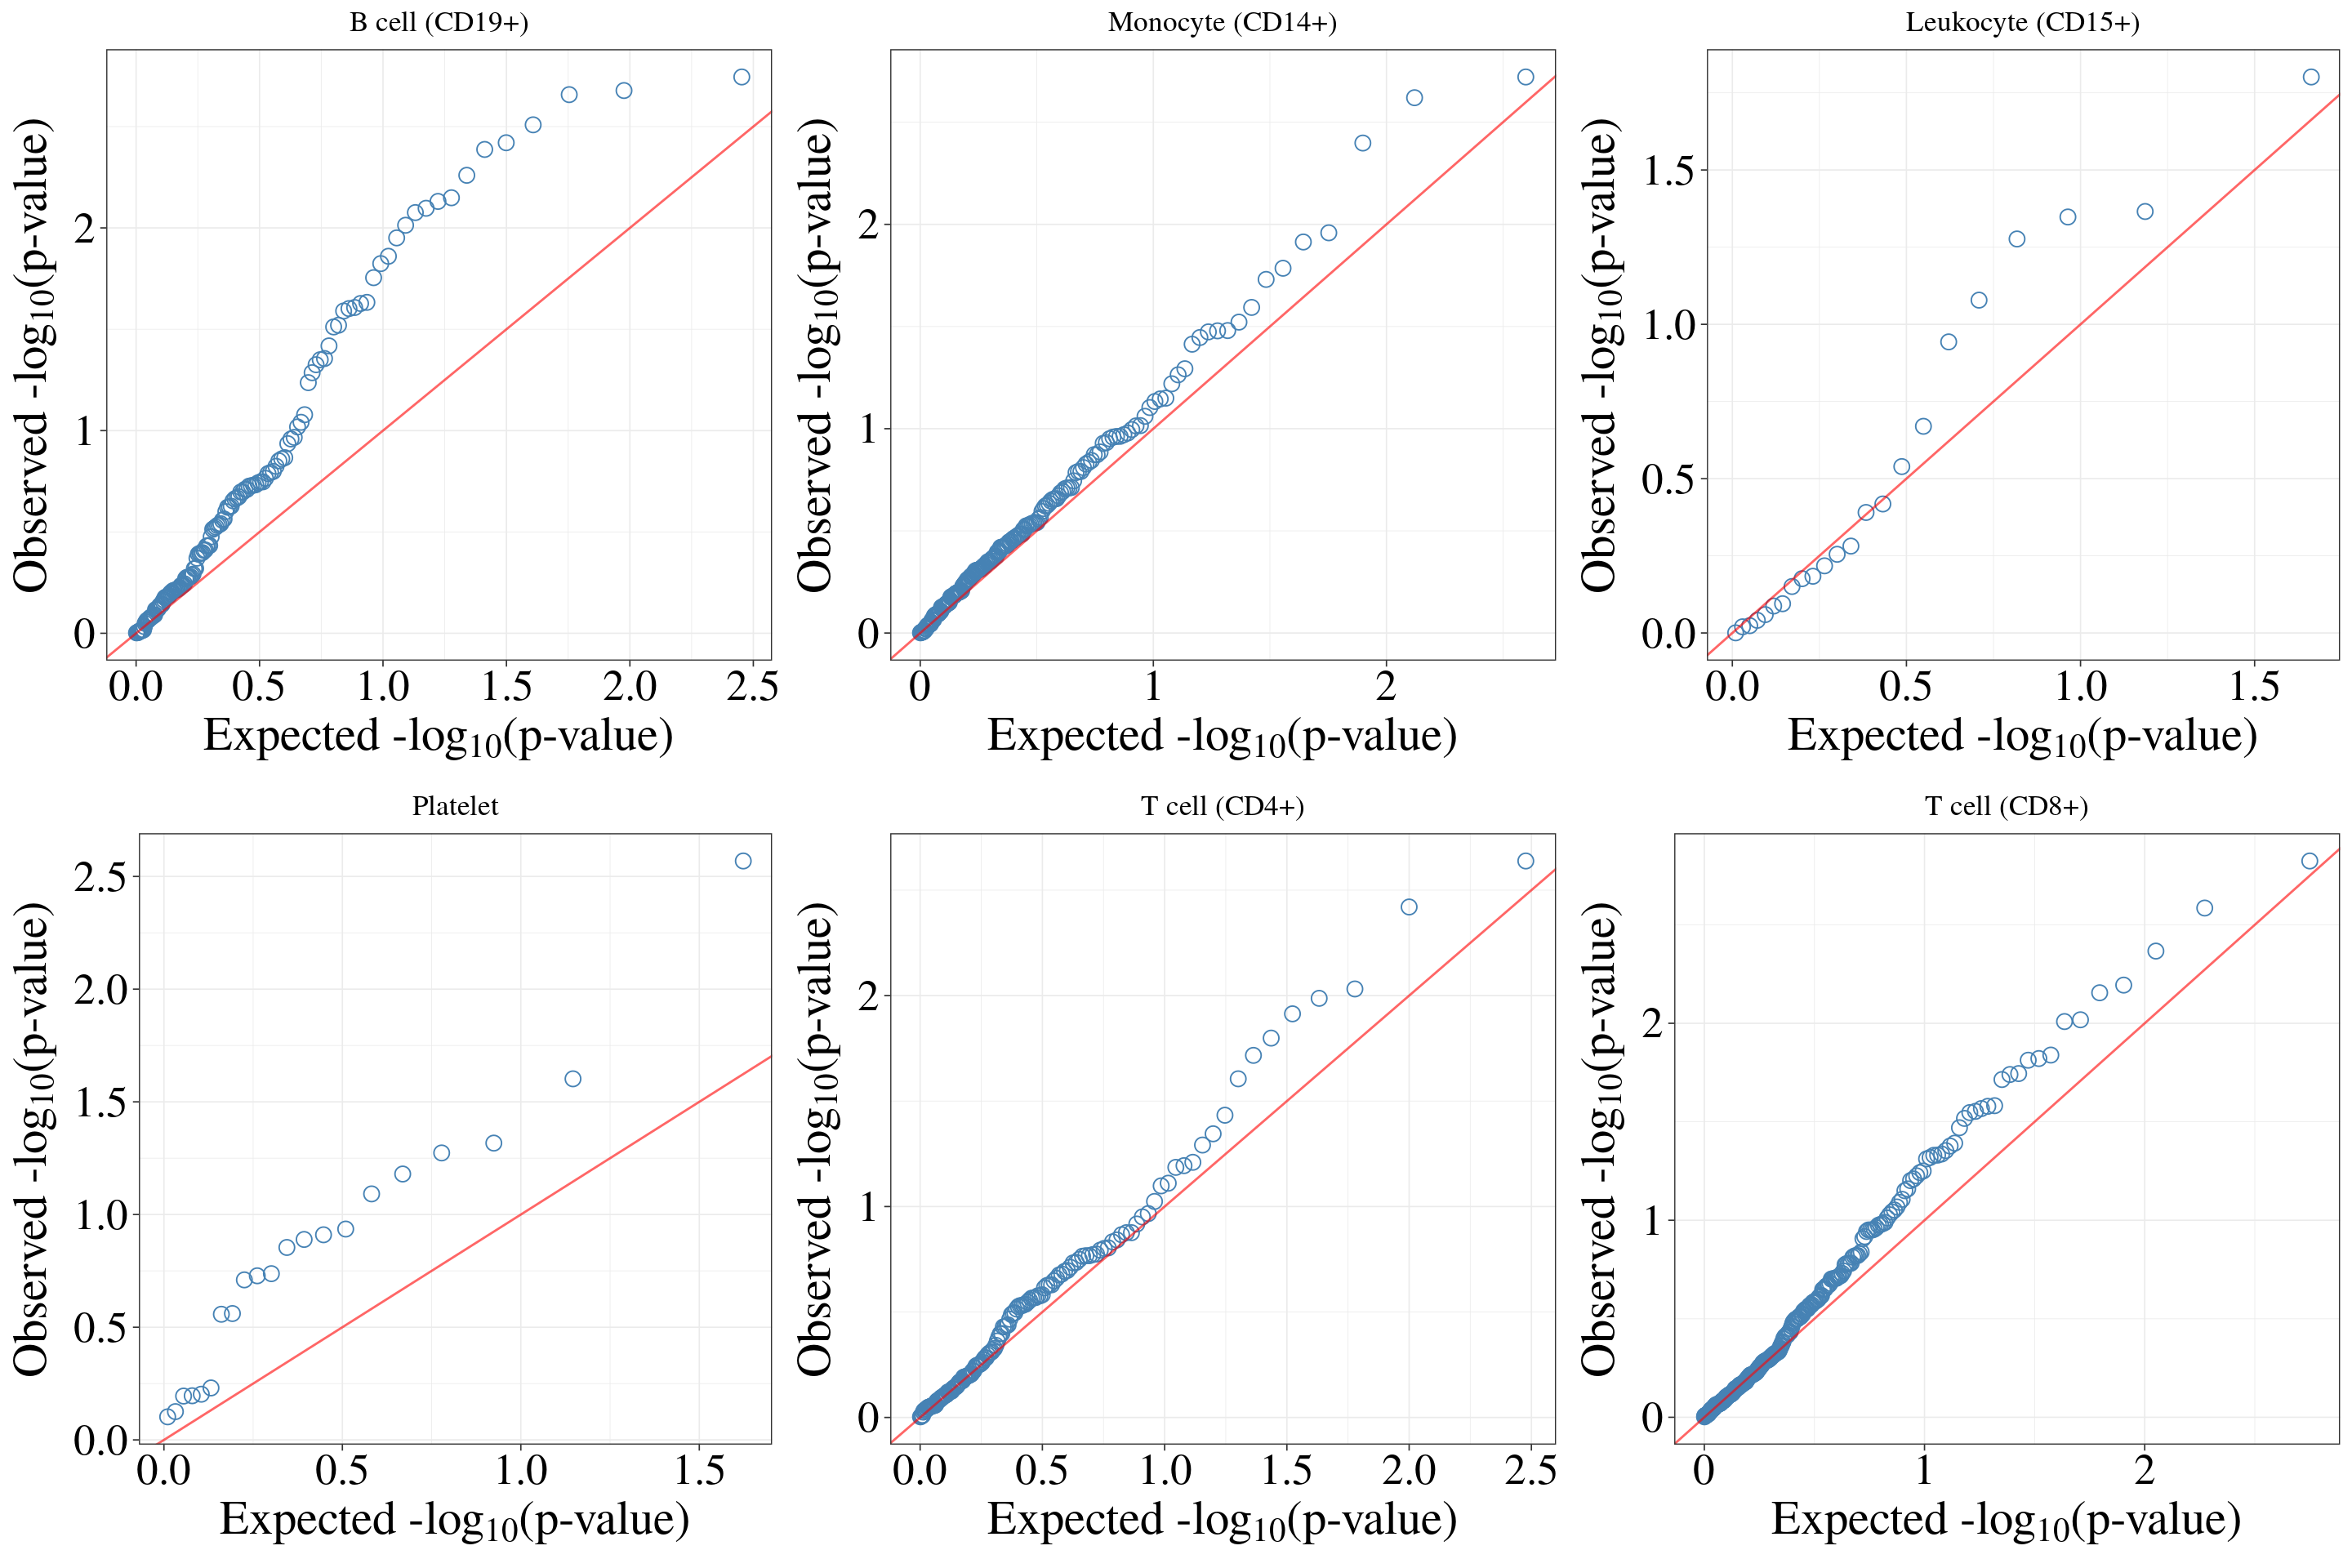 B cell (CD19+)
Observed -log10(p-value)
2
1
0
0.0 0.5 1.0 1.5 2.0 2.5
Expected -log10(p-value)
Monocyte (CD14+)
Observed -log10(p-value)
2
1
0
0 1 2
Expected -log10(p-value)
Leukocyte (CD15+)
Observed -log10(p-value)
1.5
1.0
0.5
0.0
0.0 0.5 1.0 1.5
Expected -log10(p-value)
Platelet
Observed -log10(p-value)
2.5
2.0
1.5
1.0
0.5
0.0
0.0 0.5 1.0 1.5
Expected -log10(p-value)
T cell (CD4+)
Observed -log10(p-value)
2
1
0
0.0 0.5 1.0 1.5 2.0 2.5
Expected -log10(p-value)
T cell (CD8+)
Observed -log10(p-value)
2
1
0
0 1 2
Expected -log10(p-value)